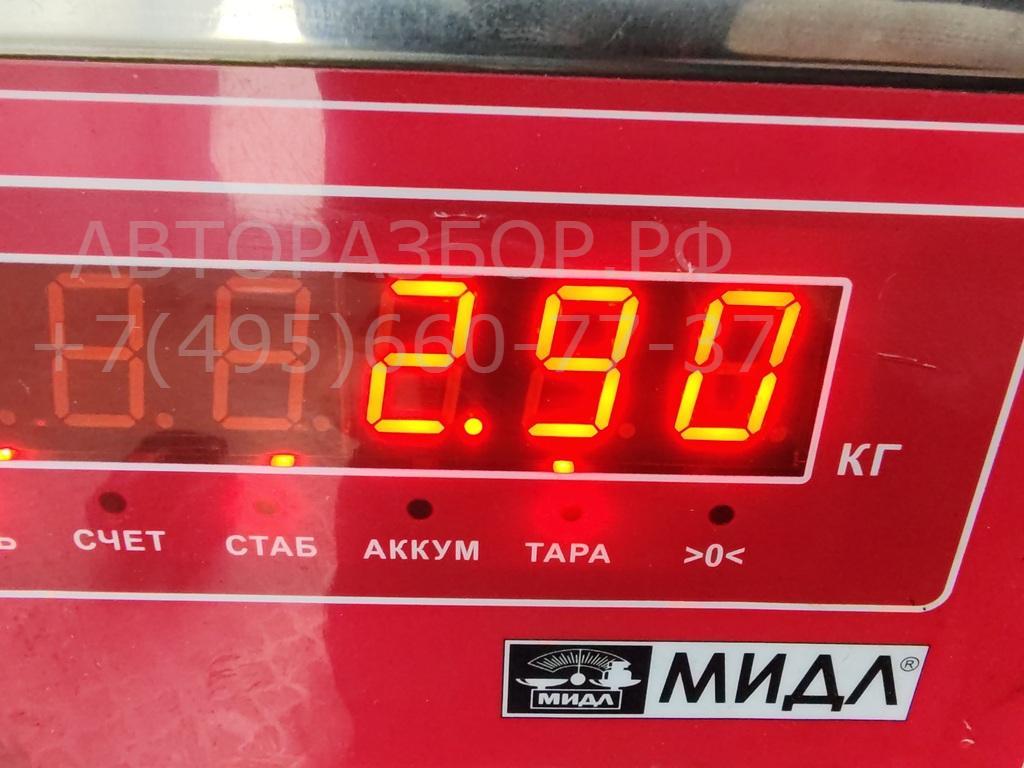 АВТОРАЗБОР.РФ
+7(495)660-77-37
2.90
КГ
СЧЕТ СТАБ АККУМ ТАРА >0<
МИДЛ МИДЛ®